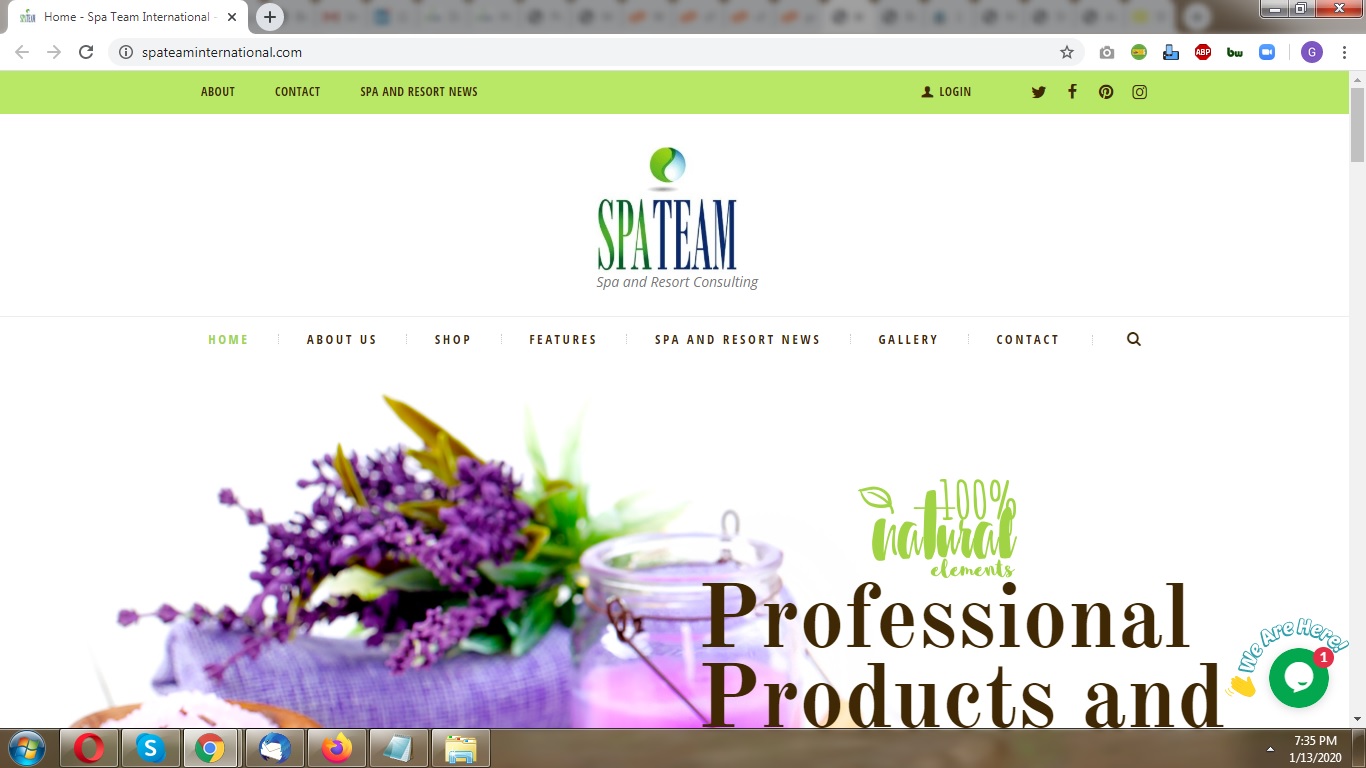 Home - Spa Team International -
spateaminternational.com
ABP
bw
G
ABOUT
CONTACT
SPA AND RESORT NEWS
LOGIN
SPATEAM
Spa and Resort Consulting
HOME
ABOUT US
SHOP
FEATURES
SPA AND RESORT NEWS
GALLERY
CONTACT
100%
natural
elements
Professional
Products and
We Are Here!
1
7:35 PM
1/13/2020